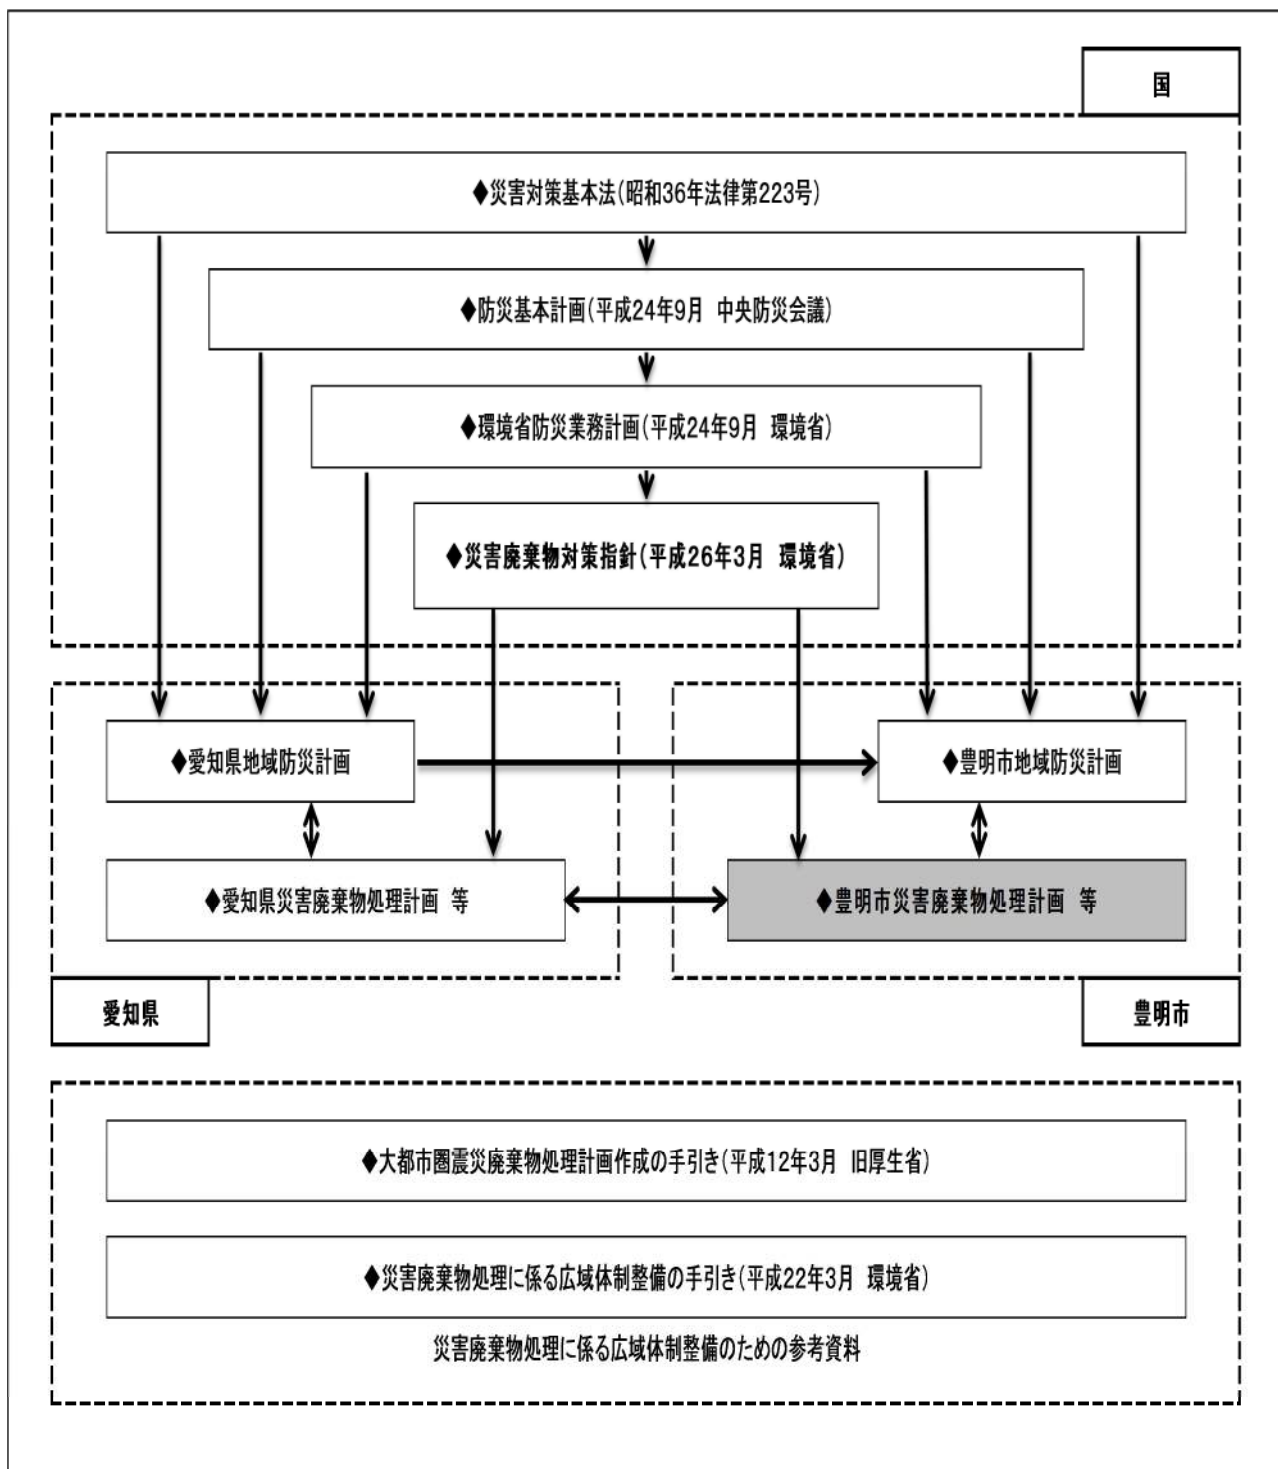 国
◆災害対策基本法(昭和36年法律第223号)
◆防災基本計画(平成24年9月　中央防災会議)
◆環境省防災業務計画(平成24年9月　環境省)
◆災害廃棄物対策指針(平成26年3月　環境省)
◆愛知県地域防災計画
◆豊明市地域防災計画
◆愛知県災害廃棄物処理計画　等
◆豊明市災害廃棄物処理計画　等
愛知県
豊明市
◆大都市圏震災廃棄物処理計画作成の手引き(平成12年3月　旧厚生省)
◆災害廃棄物処理に係る広域体制整備の手引き(平成22年3月　環境省)
災害廃棄物処理に係る広域体制整備のための参考資料